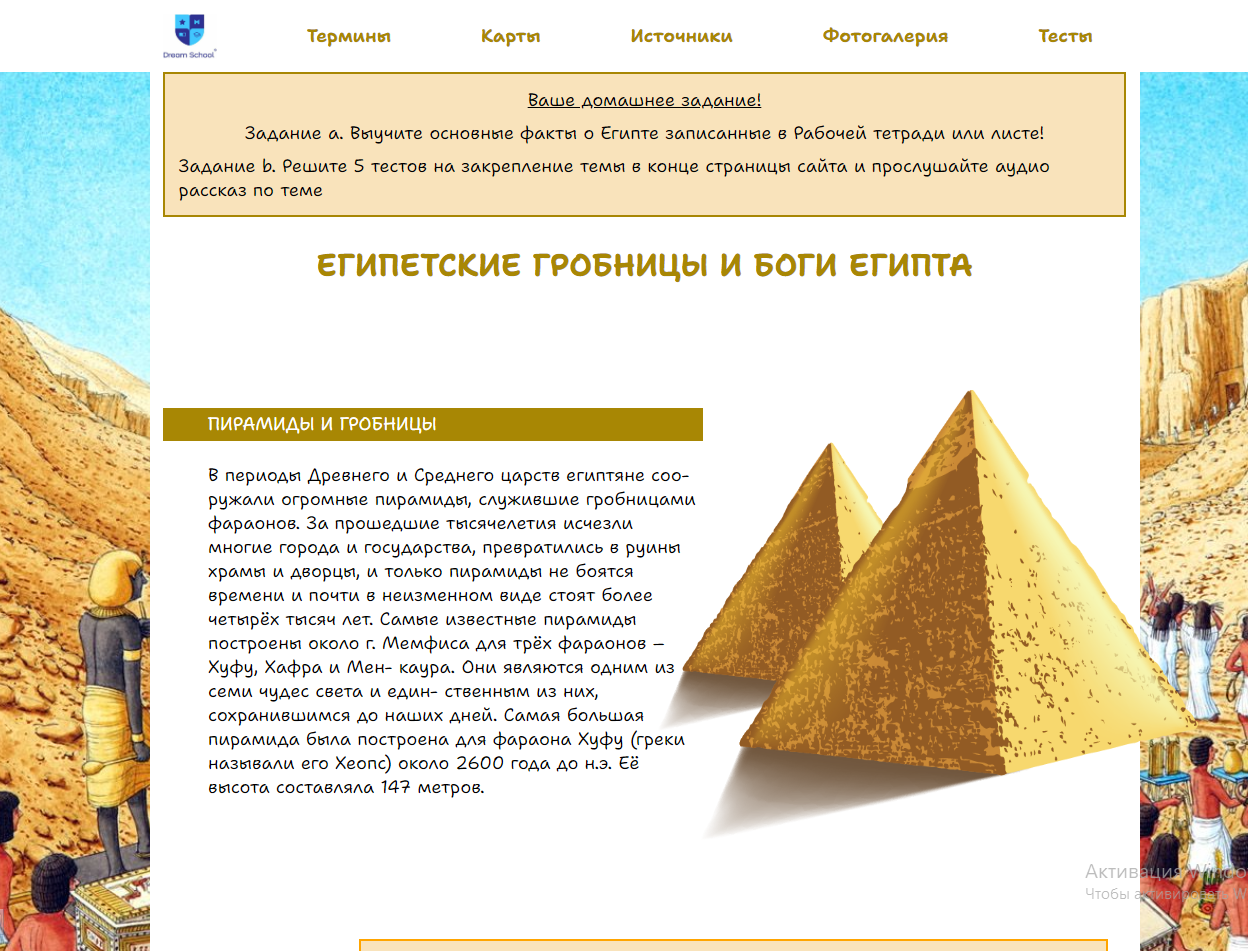 Dream School
Термины Карты Источники Фотогалерия Тесты
Ваше домашнее задание!
Задание a. Выучите основные факты о Египте записанные в Рабочей тетради или листе!
Задание b. Решите 5 тестов на закрепление темы в конце страницы сайта и прослушайте аудио
рассказ по теме
ЕГИПЕТСКИЕ ГРОБНИЦЫ И БОГИ ЕГИПТА
ПИРАМИДЫ И ГРОБНИЦЫ
В периоды Древнего и Среднего царств египтяне соо-
ружали огромные пирамиды, служившие гробницами
фараонов. За прошедшие тысячелетия исчезли
многие города и государства, превратились в руины
храмы и дворцы, и только пирамиды не боятся
времени и почти в неизменном виде стоят более
четырёх тысяч лет. Самые известные пирамиды
построены около г. Мемфиса для трёх фараонов –
Хуфу, Хафра и Мен- каура. Они являются одним из
семи чудес света и един- ственным из них,
сохранившимся до наших дней. Самая большая
пирамида была построена для фараона Хуфу (греки
называли его Хеопс) около 2600 года до н.э. Её
высота составляла 147 метров.
Активация Windo
Чтобы активировать W